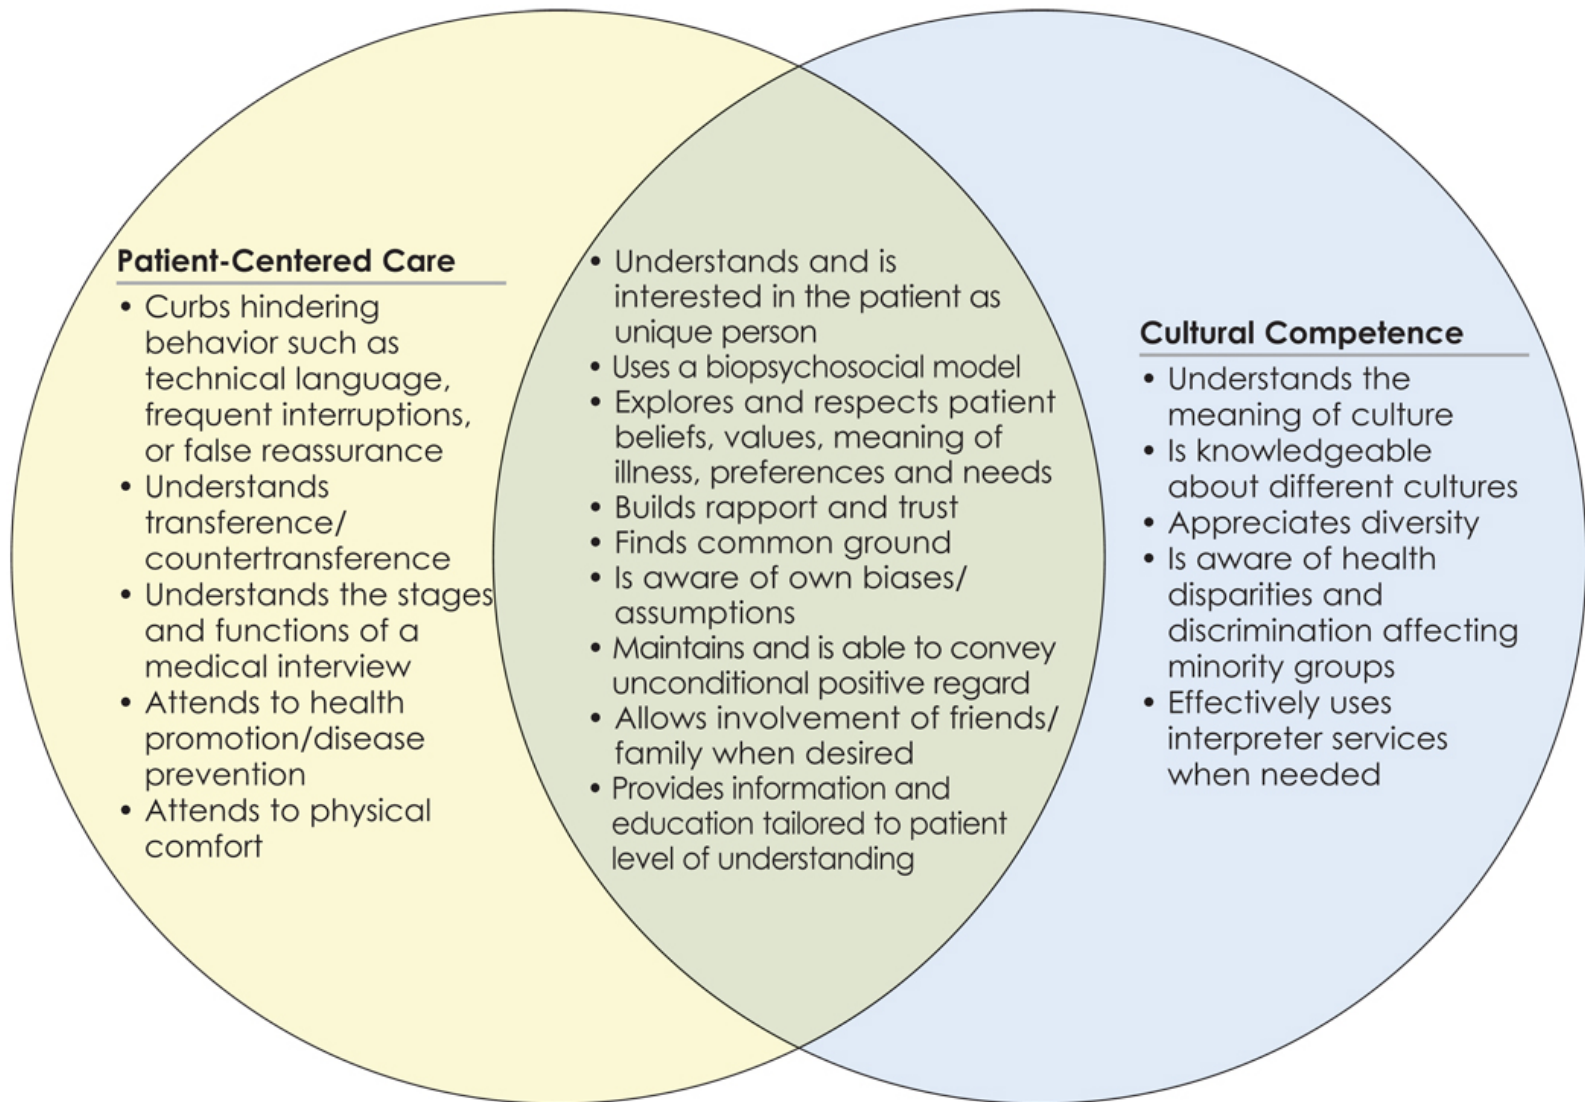 Patient-Centered Care
• Curbs hindering
behavior such as
technical language,
frequent interruptions,
or false reassurance
• Understands
transference/
countertransference
• Understands the stages
and functions of a
medical interview
• Attends to health
promotion/disease
prevention
• Attends to physical
comfort
• Understands and is
interested in the patient as
unique person
• Uses a biopsychosocial model
• Explores and respects patient
beliefs, values, meaning of
illness, preferences and needs
• Builds rapport and trust
• Finds common ground
• Is aware of own biases/
assumptions
• Maintains and is able to convey
unconditional positive regard
• Allows involvement of friends/
family when desired
• Provides information and
education tailored to patient
level of understanding
Cultural Competence
• Understands the
meaning of culture
• Is knowledgeable
about different cultures
• Appreciates diversity
• Is aware of health
disparities and
discrimination affecting
minority groups
• Effectively uses
interpreter services
when needed